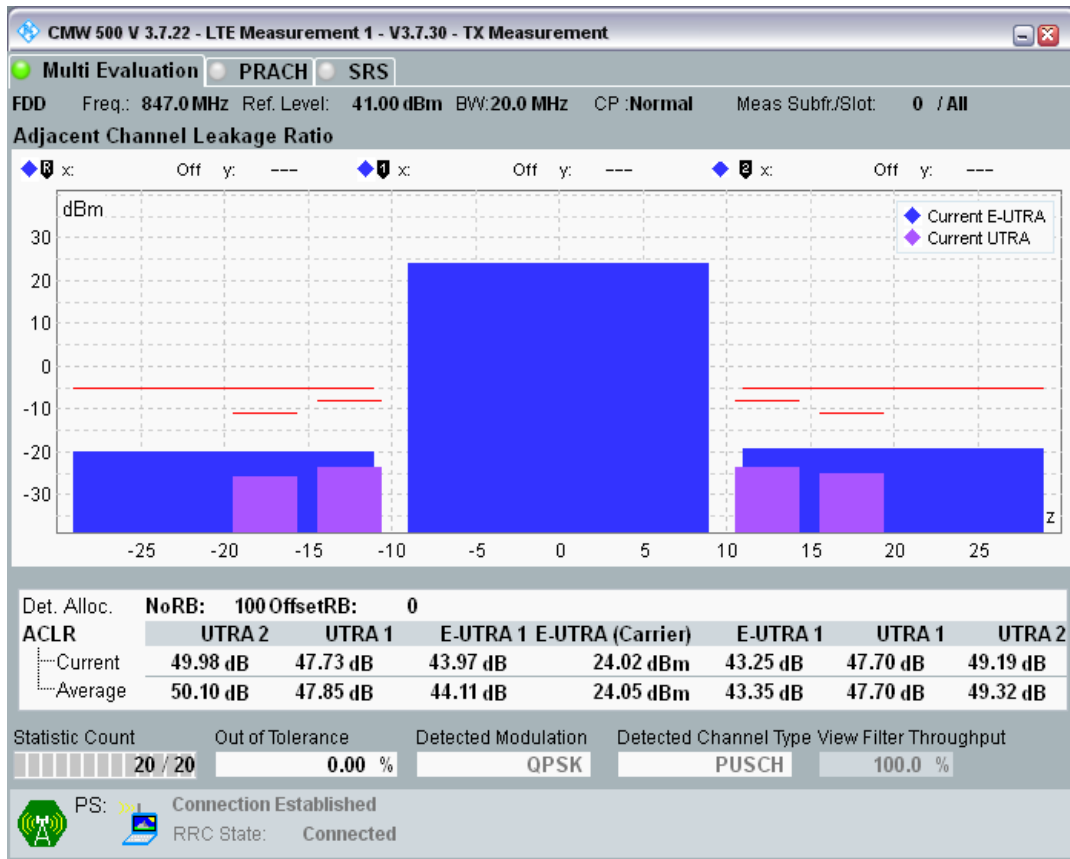 CMW 500 V 3.7.22 - LTE Measurement 1 - V3.7.30 - TX Measurement
Multi Evaluation PRACH SRS
FDD Freq.: 847.0 MHz Ref. Level: 41.00 dBm BW:20.0 MHz CP :Normal Meas Subfr./Slot: 0 / All
Adjacent Channel Leakage Ratio
R x: Off y: --- 1 x: Off y: --- 2 x: Off y: ---
dBm
Current E-UTRA
Current UTRA
30
20
10
0
-10
-20
-30
z
-25 -20 -15 -10 -5 0 5 10 15 20 25
Det. Alloc. NoRB: 100 OffsetRB: 0
ACLR UTRA 2 UTRA 1 E-UTRA 1 E-UTRA (Carrier) E-UTRA 1 UTRA 1 UTRA 2
Current 49.98 dB 47.73 dB 43.97 dB 24.02 dBm 43.25 dB 47.70 dB 49.19 dB
Average 50.10 dB 47.85 dB 44.11 dB 24.05 dBm 43.35 dB 47.70 dB 49.32 dB
Statistic Count Out of Tolerance Detected Modulation Detected Channel Type View Filter Throughput
20 / 20 0.00 % QPSK PUSCH 100.0 %
PS: Connection Established
RRC State: Connected